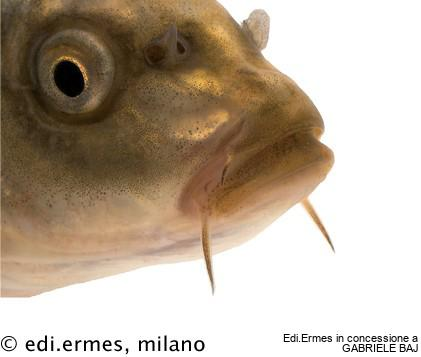 © edi.ermes, milano
Edi.Ermes in concessione a
GABRIELE BAJ